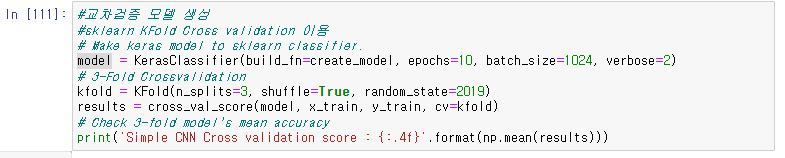 In [111]: #교차검증 모델 생성
#sklearn KFold Cross validation 이용
# Make keras model to sklearn classifier.
model = KerasClassifier(build_fn=create_model, epochs=10, batch_size=1024, verbose=2)
# 3-Fold Crossvalidation
kfold = KFold(n_splits=3, shuffle=True, random_state=2019)
results = cross_val_score(model, x_train, y_train, cv=kfold)
# Check 3-fold model's mean accuracy
print('Simple CNN Cross validation score : {:.4f}'.format(np.mean(results)))